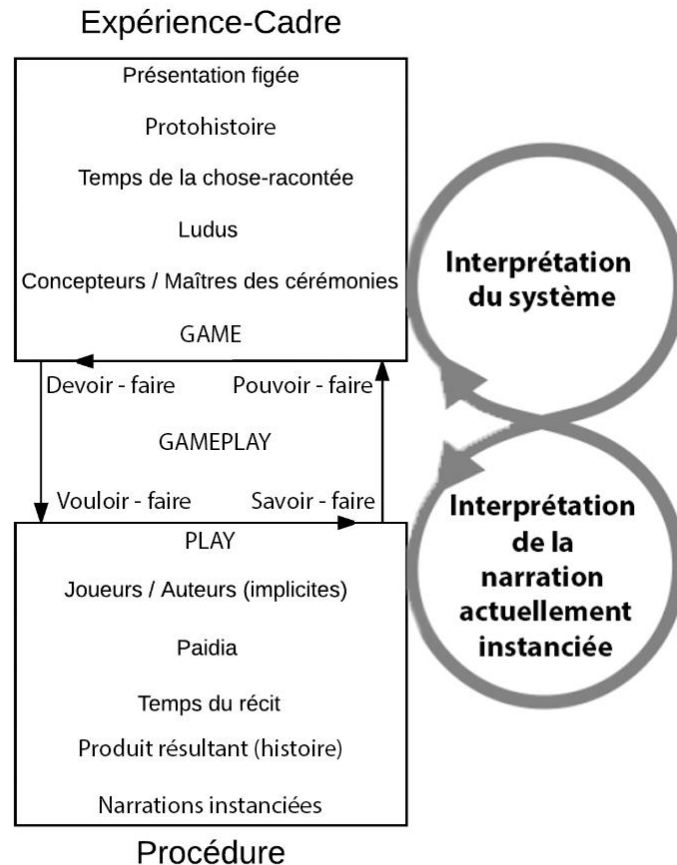 Expérience-Cadre
Présentation figée
Protohistoire
Temps de la chose-racontée
Ludus
Concepteurs / Maîtres des cérémonies
GAME
Interprétation
du système
Devoir - faire
Pouvoir - faire
GAMEPLAY
Vouloir - faire
Savoir - faire
PLAY
Joueurs / Auteurs (implicites)
Paidia
Temps du récit
Produit résultant (histoire)
Narrations instanciées
Interprétation
de la
narration
actuellement
instanciée
Procédure